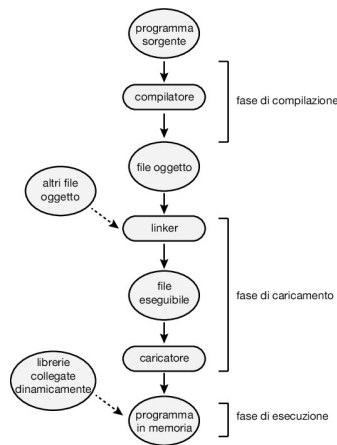 programma
sorgente
compilatore
fase di compilazione
file oggetto
altri file
oggetto
linker
file
eseguibile
fase di caricamento
caricatore
librerie
collegate
dinamicamente
programma
in memoria
fase di esecuzione